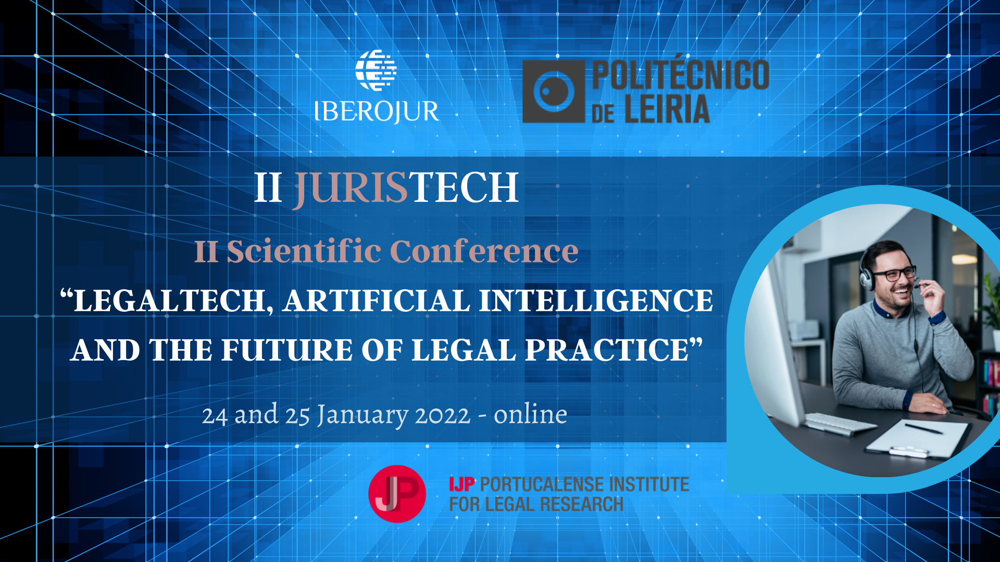 IBEROJUR
POLITÉCNICO
DE LEIRIA
II JURISTECH
II Scientific Conference
“LEGALTECH, ARTIFICIAL INTELLIGENCE
AND THE FUTURE OF LEGAL PRACTICE”
24 and 25 January 2022 - online
IJP
IJP PORTUCALENSE INSTITUTE
FOR LEGAL RESEARCH